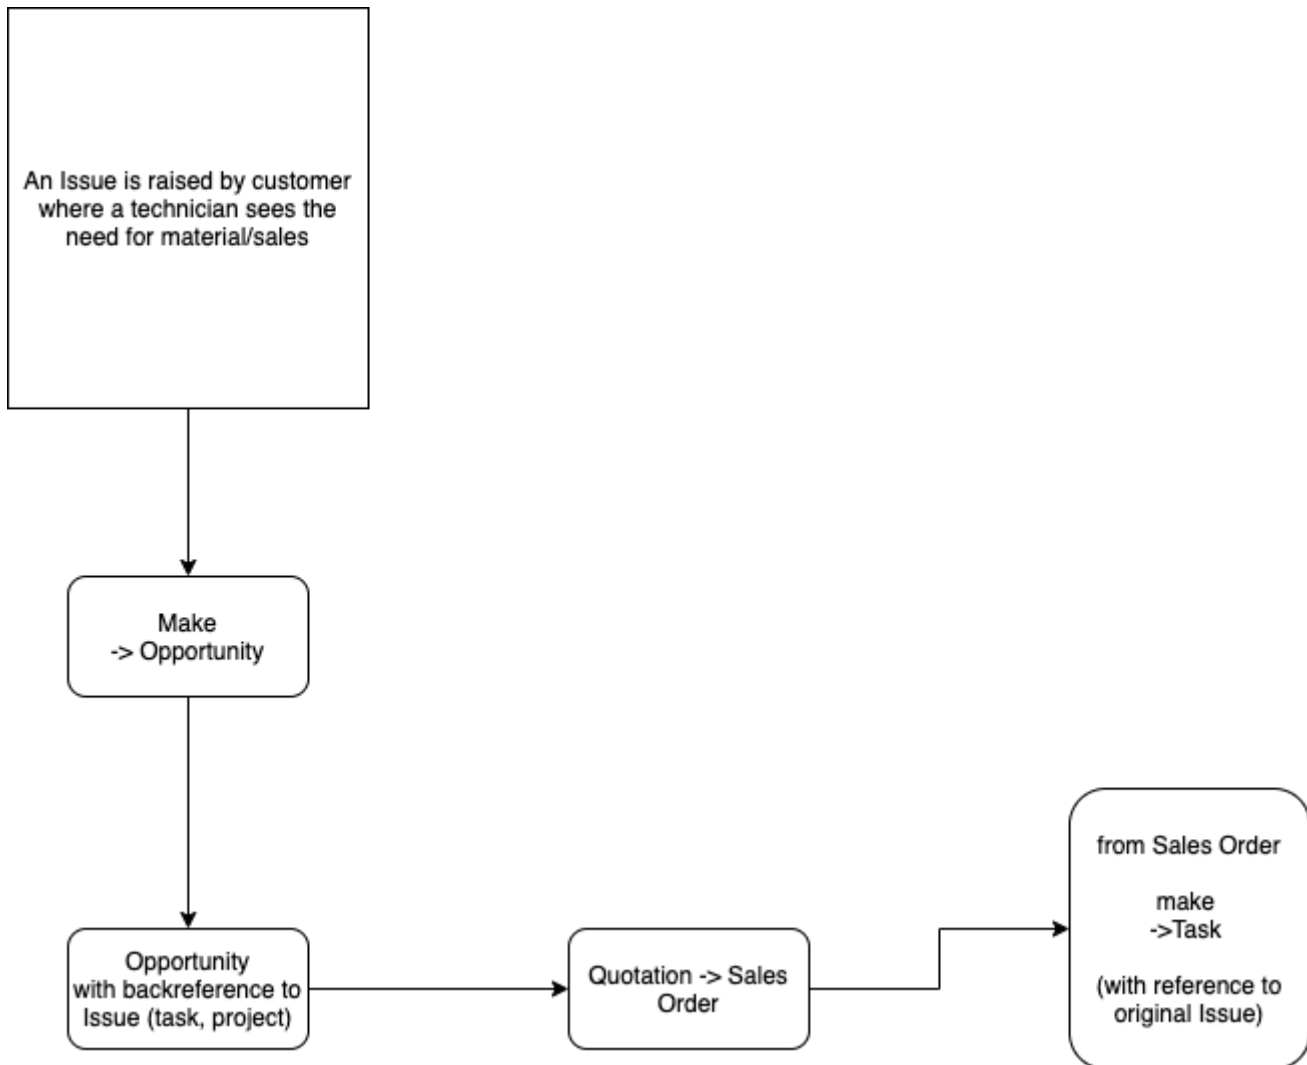 An Issue is raised by customer
where a technician sees the
need for material/sales
Make
-> Opportunity
Opportunity
with backreference to
Issue (task, project)
Quotation -> Sales
Order
from Sales Order
make
->Task
(with reference to
original Issue)